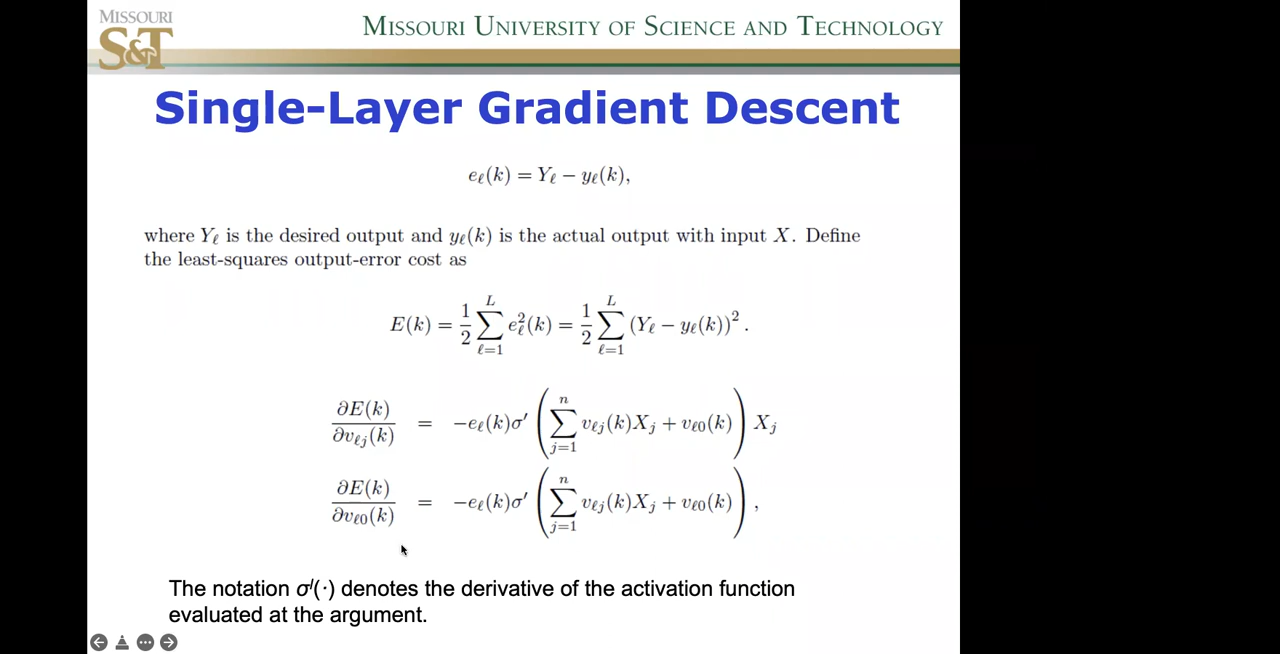 MISSOURI
S&T
MISSOURI UNIVERSITY OF SCIENCE AND TECHNOLOGY
Single-Layer Gradient Descent
eℓ(k) = Yℓ − yℓ(k),
where Yℓ is the desired output and yℓ(k) is the actual output with input X. Define
the least-squares output-error cost as
E(k) = 1/2 ∑_{ℓ=1}^{L} eℓ²(k) = 1/2 ∑_{ℓ=1}^{L} (Yℓ − yℓ(k))².
∂E(k)/∂vℓj(k) = −eℓ(k)σ′ (∑_{j=1}^{n} vℓj(k)Xj + vℓ0(k)) Xj
∂E(k)/∂vℓ0(k) = −eℓ(k)σ′ (∑_{j=1}^{n} vℓj(k)Xj + vℓ0(k)),
The notation σ′(·) denotes the derivative of the activation function
evaluated at the argument.